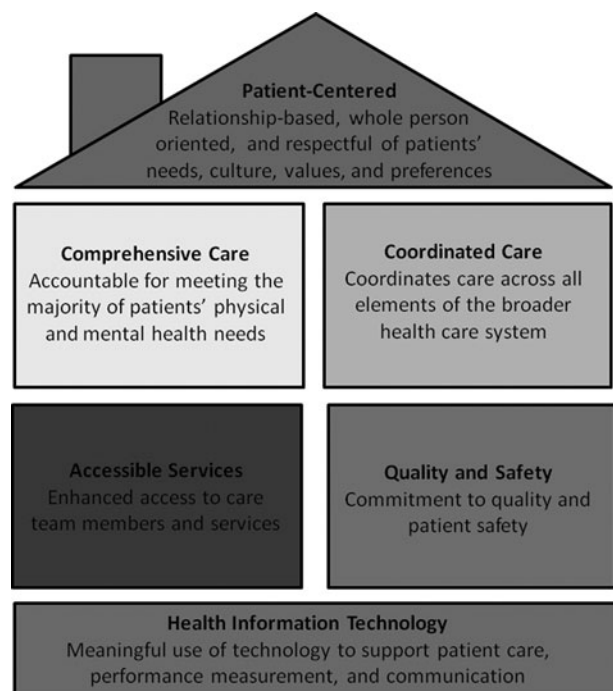 Patient-Centered
Relationship-based, whole person
oriented, and respectful of patients'
needs, culture, values, and preferences
Comprehensive Care
Accountable for meeting the
majority of patients' physical
and mental health needs
Coordinated Care
Coordinates care across all
elements of the broader
health care system
Accessible Services
Enhanced access to care
team members and services
Quality and Safety
Commitment to quality and
patient safety
Health Information Technology
Meaningful use of technology to support patient care,
performance measurement, and communication